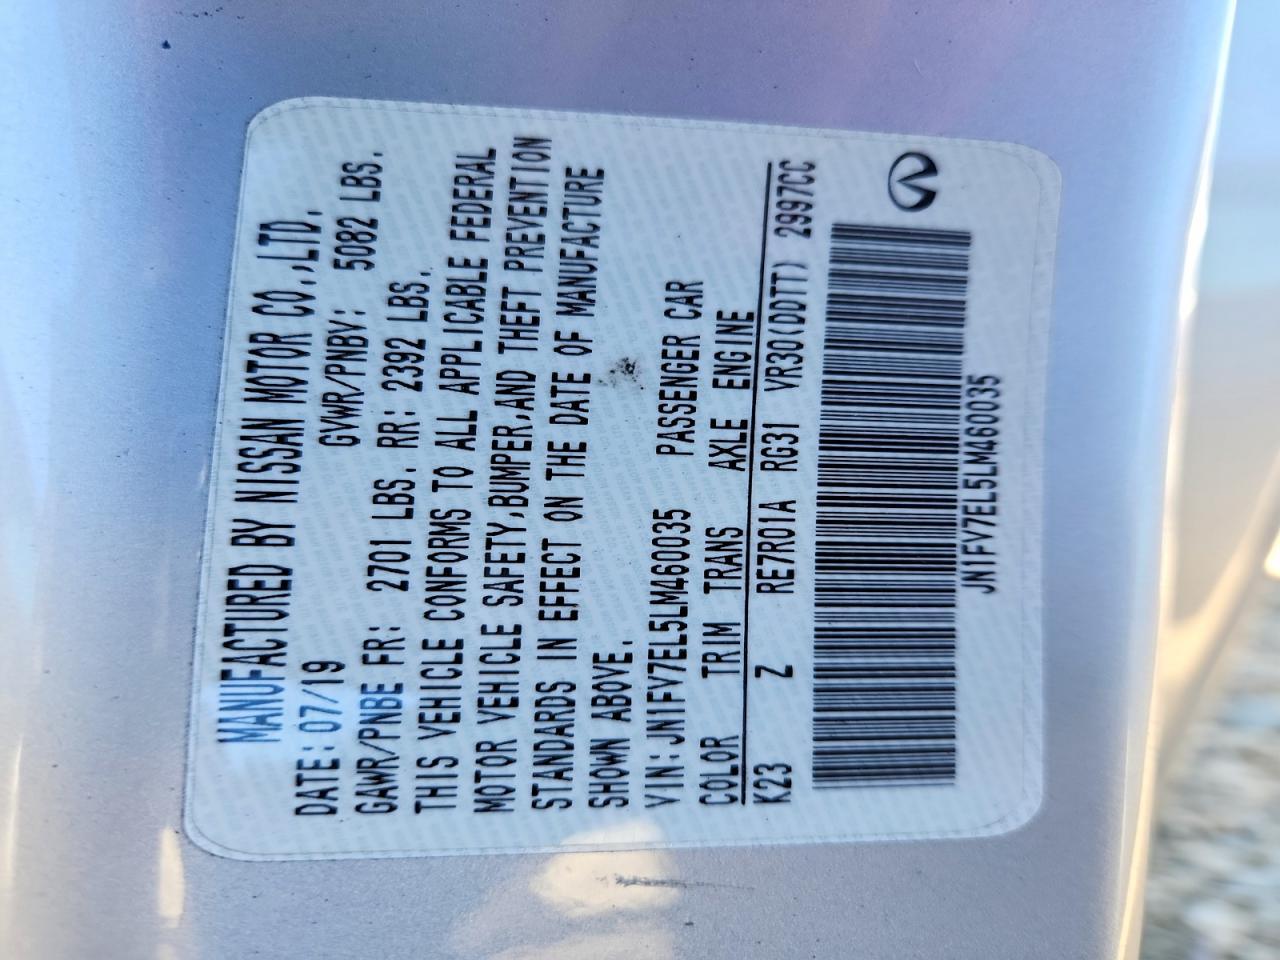 MANUFACTURED BY NISSAN MOTOR CO.,LTD.
DATE: 07/19 GVWR/PNBV: 5082 LBS.
GAWR/PNBE FR: 2701 LBS. RR: 2392 LBS.
THIS VEHICLE CONFORMS TO ALL APPLICABLE FEDERAL
MOTOR VEHICLE SAFETY,BUMPER,AND THEFT PREVENTION
STANDARDS IN EFFECT ON THE DATE OF MANUFACTURE
SHOWN ABOVE.
VIN:JN1FV7EL5LM460035 PASSENGER CAR
COLOR TRIM TRANS AXLE ENGINE
K23 Z RE7R01A RG31 VR30(DDTT) 2997CC
JN1FV7EL5LM460035